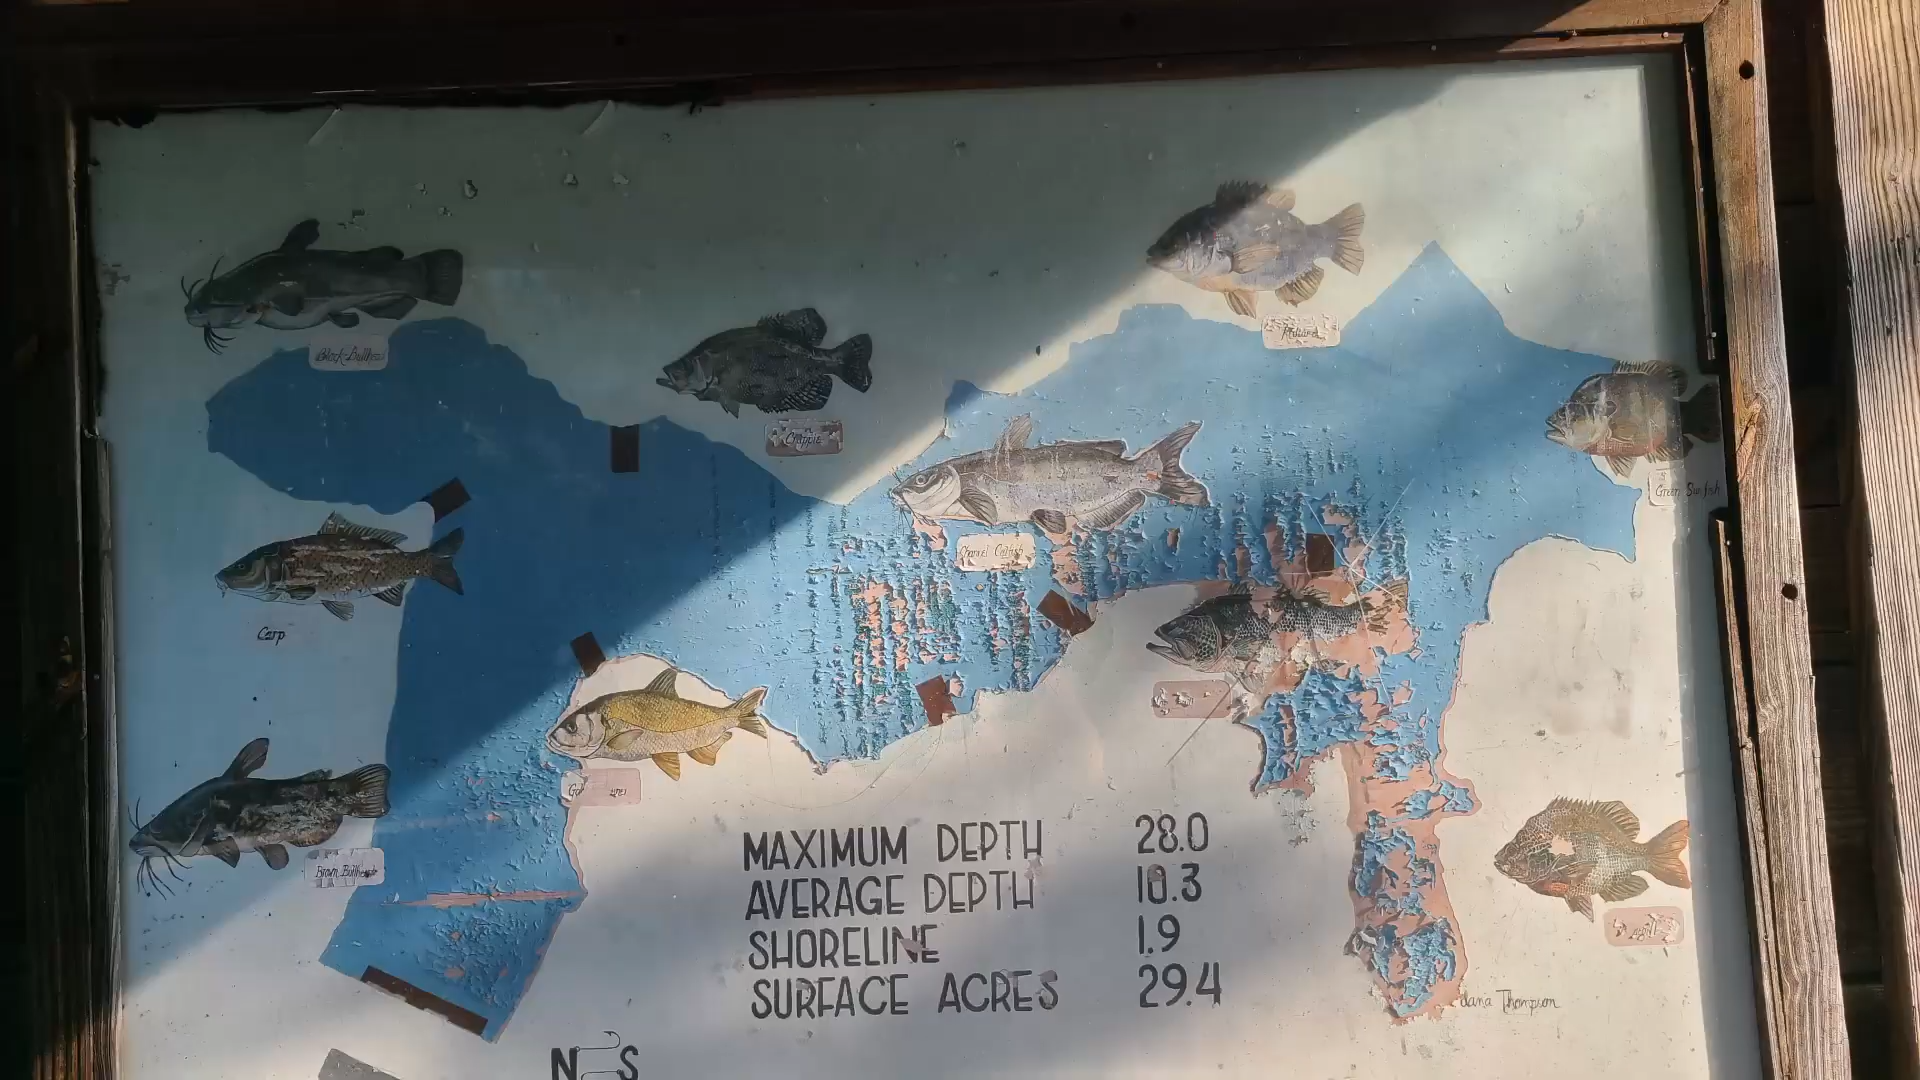 Black Bullhead
Crappie
Redear
Green Sunfish
Channel Catfish
Carp
Brown Bullhead
MAXIMUM DEPTH 28.0
AVERAGE DEPTH 10.3
SHORELINE 1.9
SURFACE ACRES 29.4
dana Thompson
N S